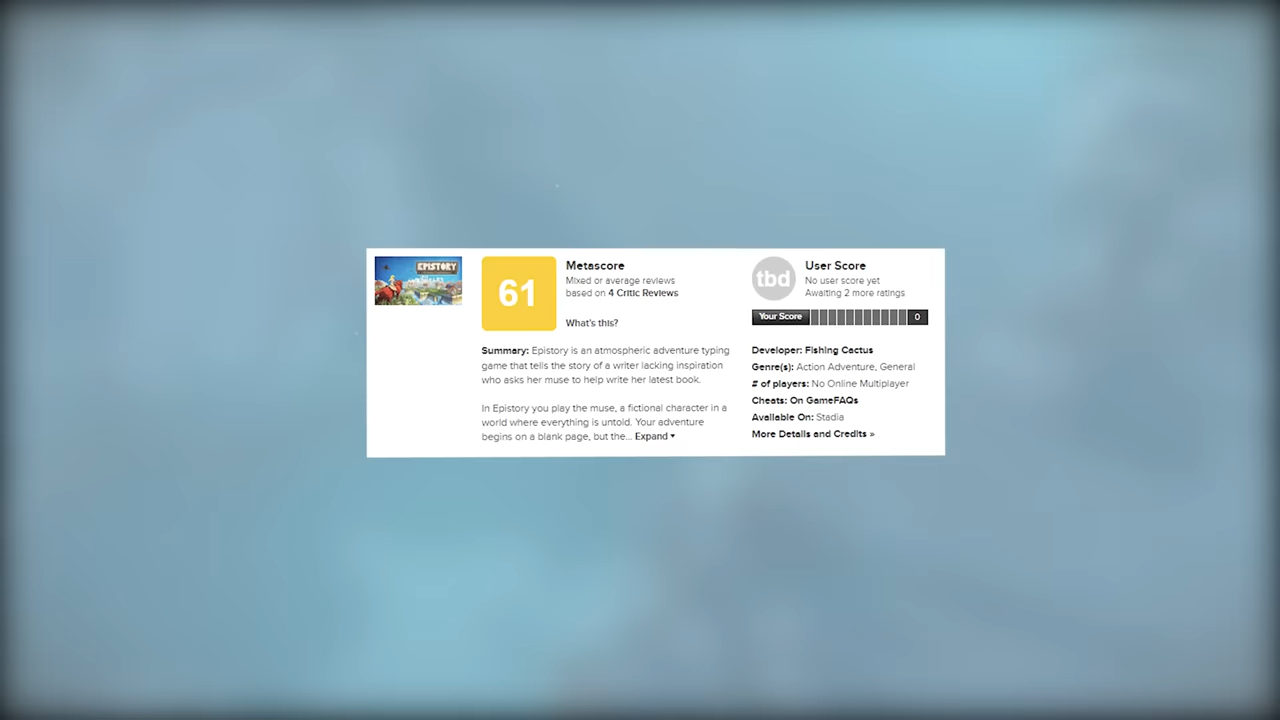 EPISTORY
61
Metascore
Mixed or average reviews
based on 4 Critic Reviews
What's this?
Summary: Epistory is an atmospheric adventure typing
game that tells the story of a writer lacking inspiration
who asks her muse to help write her latest book.
In Epistory you play the muse, a fictional character in a
world where everything is untold. Your adventure
begins on a blank page, but the... Expand
tbd
User Score
No user score yet
Awaiting 2 more ratings
Your Score 0
Developer: Fishing Cactus
Genre(s): Action Adventure, General
# of players: No Online Multiplayer
Cheats: On GameFAQs
Available On: Stadia
More Details and Credits »